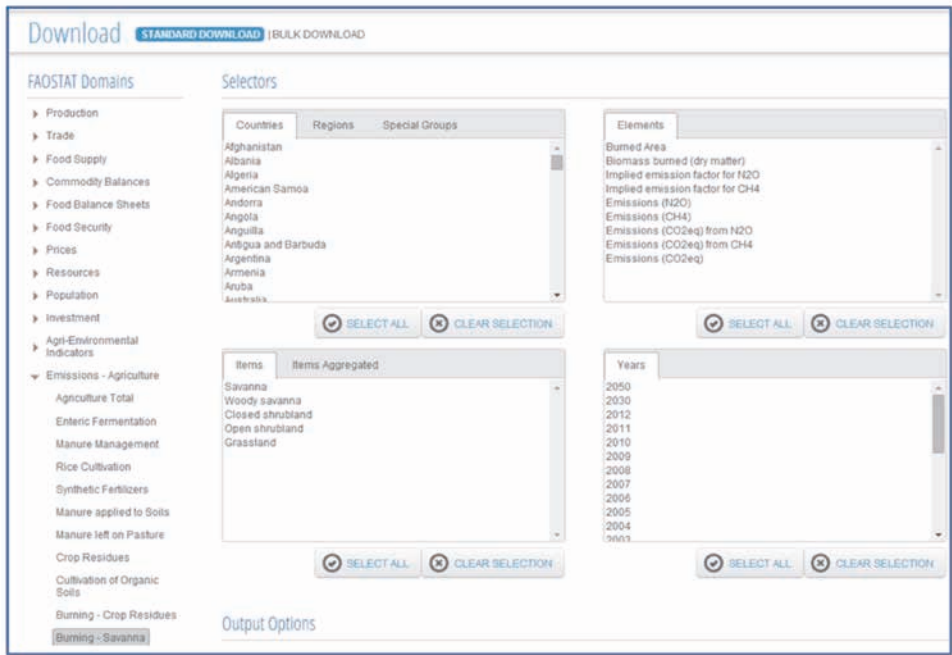 Download STANDARD DOWNLOAD | BULK DOWNLOAD
FAOSTAT Domains
Production
Trade
Food Supply
Commodity Balances
Food Balance Sheets
Food Security
Prices
Resources
Population
Investment
Agri-Environmental
Indicators
Emissions - Agriculture
Agriculture Total
Enteric Fermentation
Manure Management
Rice Cultivation
Synthetic Fertilizers
Manure applied to Soils
Manure left on Pasture
Crop Residues
Cultivation of Organic
Soils
Burning - Crop Residues
Burning - Savanna
Selectors
Countries Regions Special Groups
Afghanistan
Albania
Algeria
American Samoa
Andorra
Angola
Anguilla
Antigua and Barbuda
Argentina
Armenia
Aruba
Australia
SELECT ALL CLEAR SELECTION
Elements
Burned Area
Biomass burned (dry matter)
Implied emission factor for N2O
Implied emission factor for CH4
Emissions (N2O)
Emissions (CH4)
Emissions (CO2eq) from N2O
Emissions (CO2eq) from CH4
Emissions (CO2eq)
SELECT ALL CLEAR SELECTION
Items Items Aggregated
Savanna
Woody savanna
Closed shrubland
Open shrubland
Grassland
SELECT ALL CLEAR SELECTION
Years
2050
2030
2012
2011
2010
2009
2008
2007
2006
2005
2004
2003
SELECT ALL CLEAR SELECTION
Output Options